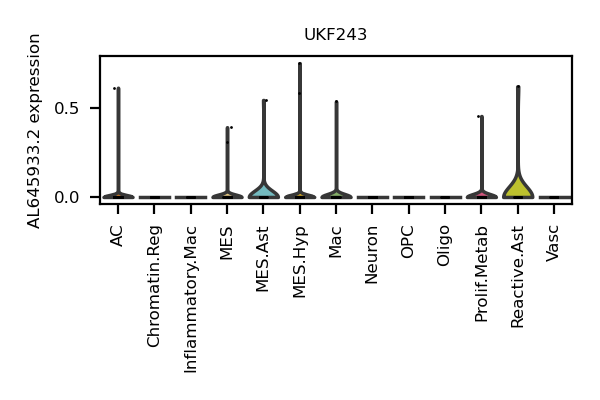 UKF243
AL645933.2 expression
0.5
0.0
AC
Chromatin.Reg
Inflammatory.Mac
MES
MES.Ast
MES.Hyp
Mac
Neuron
OPC
Oligo
Prolif.Metab
Reactive.Ast
Vasc